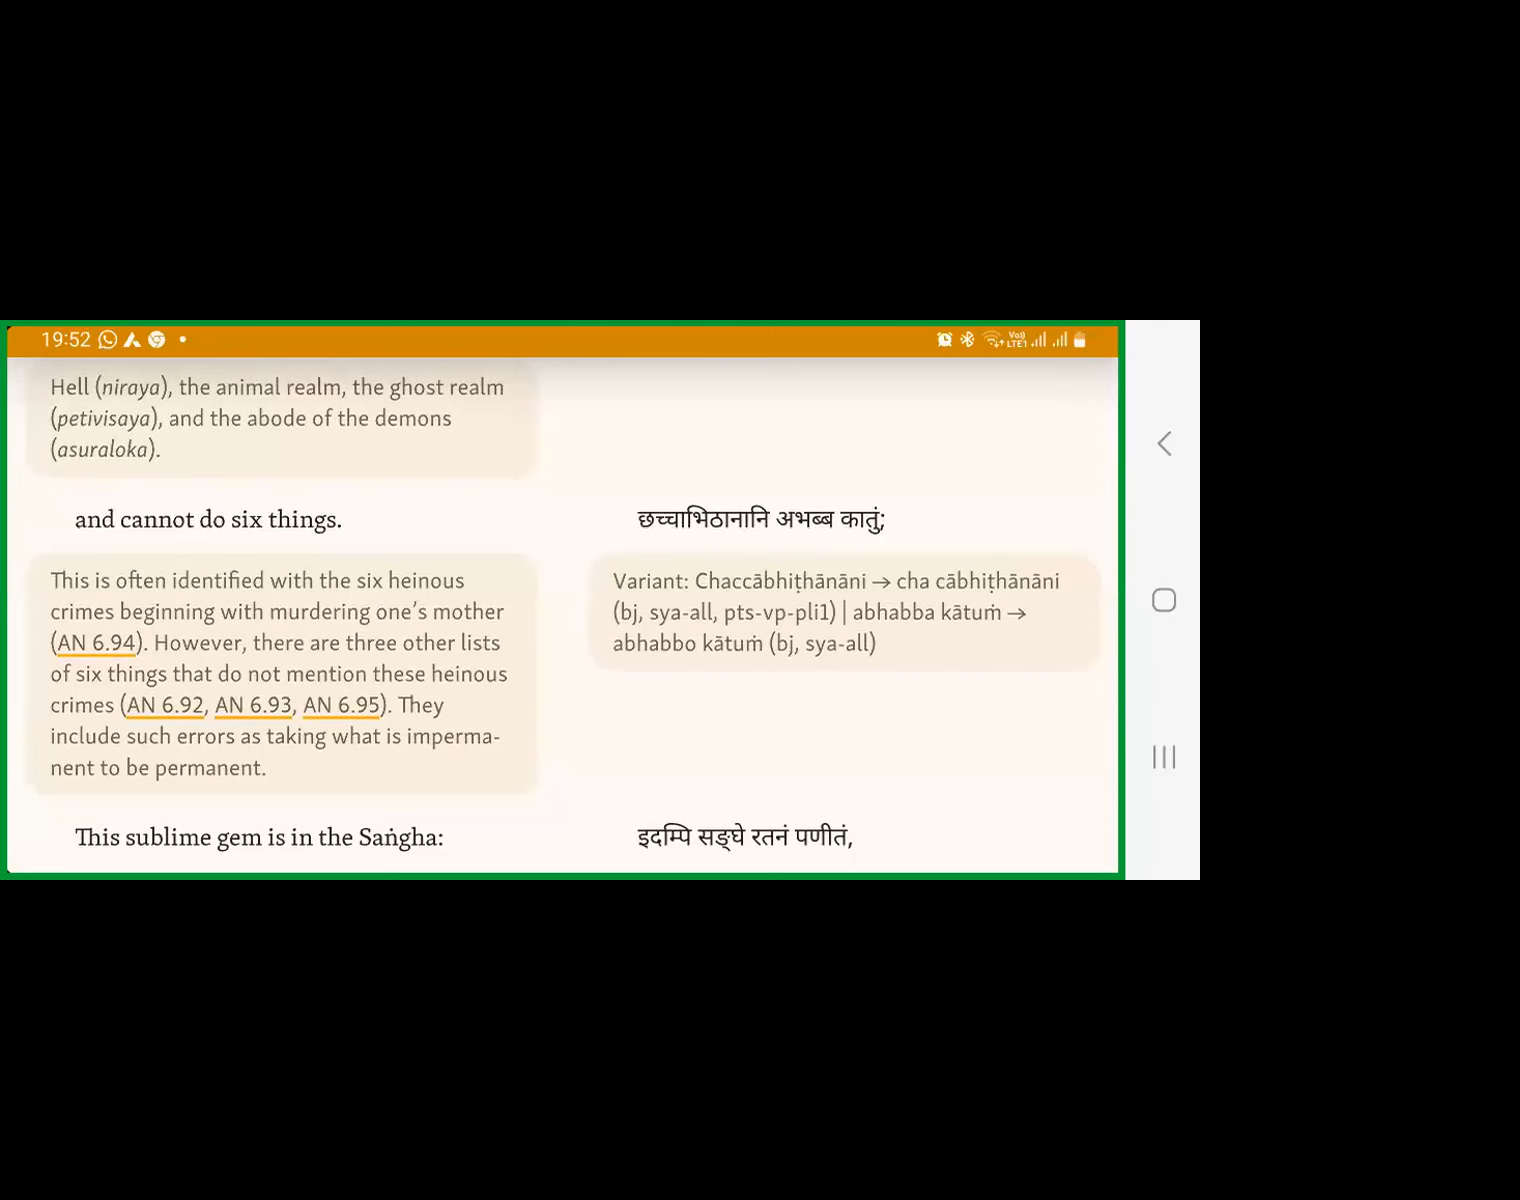 19:52
Hell (niraya), the animal realm, the ghost realm
(petivisaya), and the abode of the demons
(asuraloka).
and cannot do six things.
छच्चाभिठानानि अभब्ब कातुं;
This is often identified with the six heinous
crimes beginning with murdering one’s mother
(AN 6.94). However, there are three other lists
of six things that do not mention these heinous
crimes (AN 6.92, AN 6.93, AN 6.95). They
include such errors as taking what is imperma-
nent to be permanent.
Variant: Chaccābhiṭhānāni → cha cābhiṭhānāni
(bj, sya-all, pts-vp-pli1) | abhabba kātuṁ →
abhabbo kātuṁ (bj, sya-all)
This sublime gem is in the Saṅgha:
इदम्पि सङ्घे रतनं पणीतं,